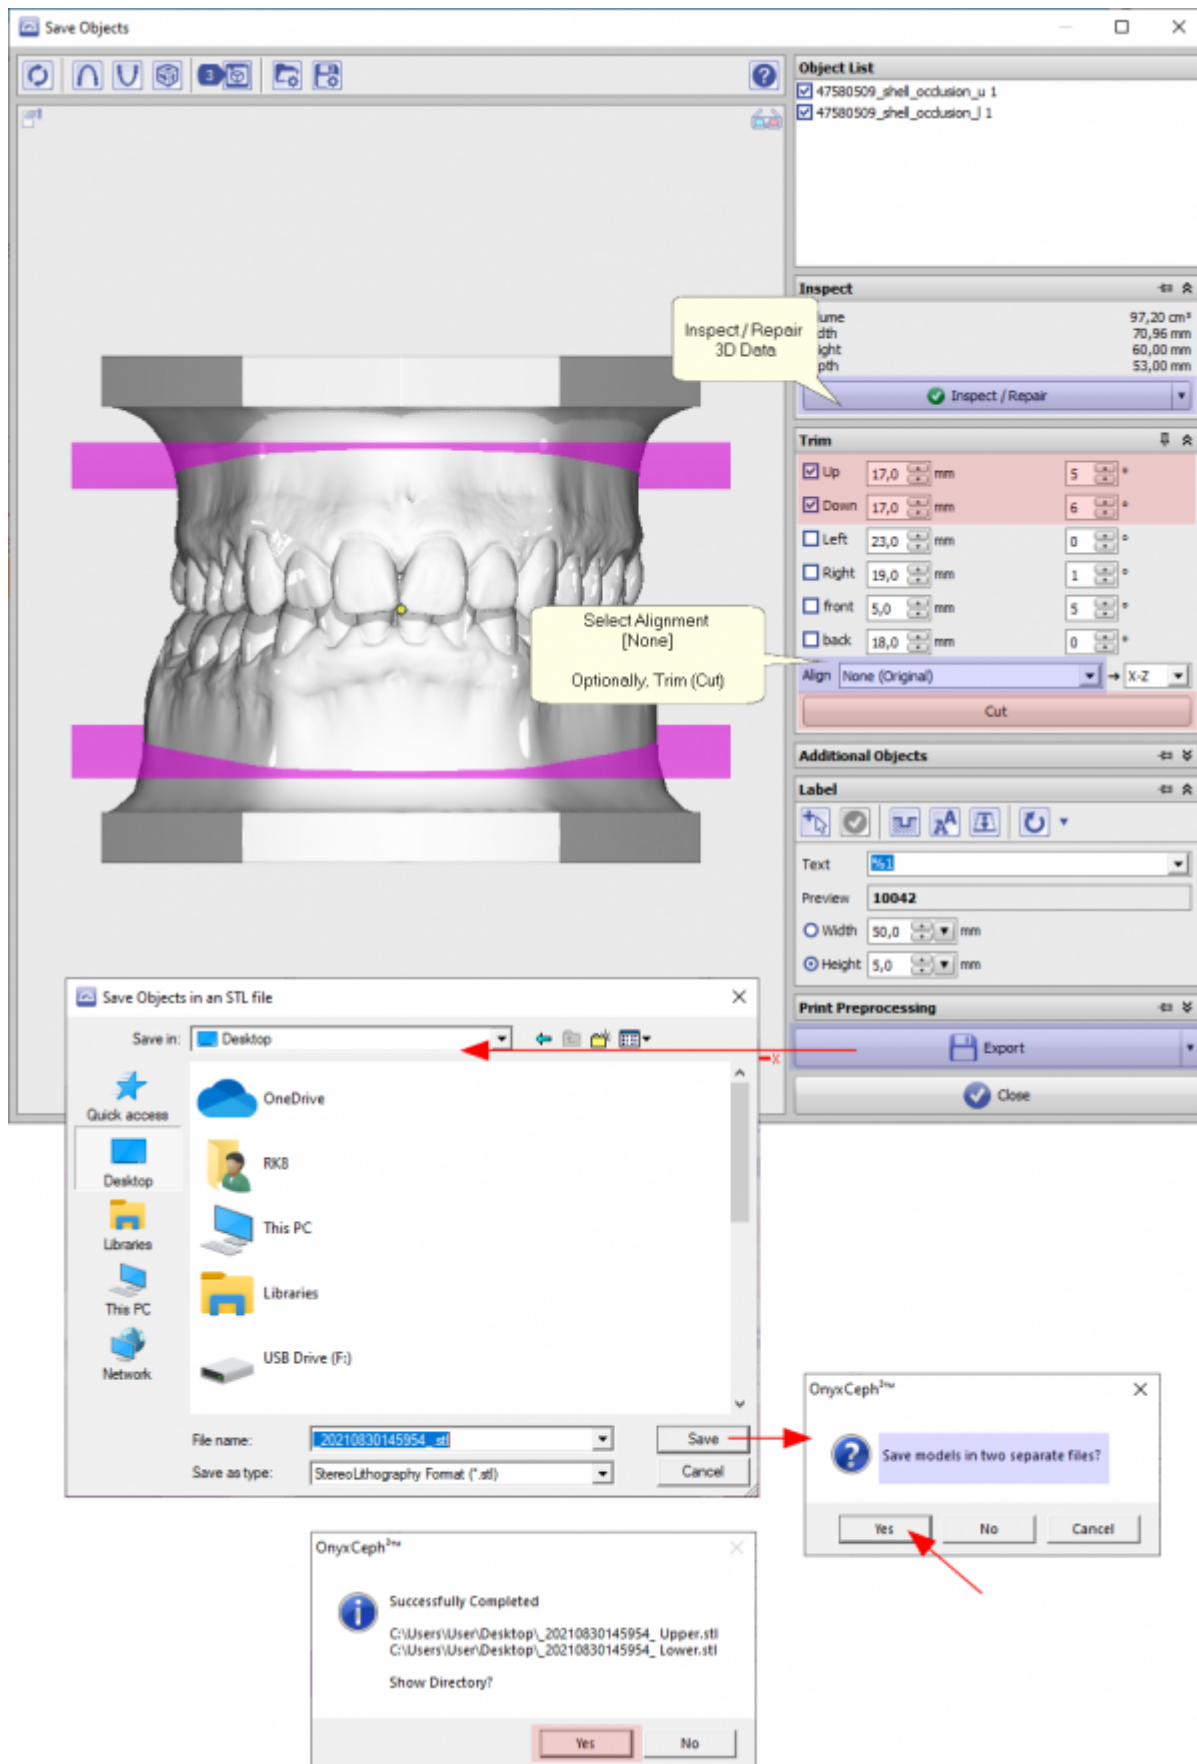 Save Objects
3
Object List
47580509_shell_occlusion_u 1
47580509_shell_occlusion_l 1
Inspect
97,20 cm³
70,96 mm
60,00 mm
53,00 mm
Inspect / Repair
3D Data
Inspect / Repair
Trim
Up 17,0 mm 5 °
Down 17,0 mm 6 °
Left 23,0 mm 0 °
Right 19,0 mm 1 °
front 5,0 mm 5 °
back 18,0 mm 0 °
Select Alignment
[None]
Optionally, Trim (Cut)
Align None (Original) → X-Z
Cut
Additional Objects
Label
Text %1
Preview 10042
Width 50,0 mm
Height 5,0 mm
Print Preprocessing
Export
Close
x
Save Objects in an STL file
Save in: Desktop
Quick access
Desktop
Libraries
This PC
Network
OneDrive
RKB
This PC
Libraries
USB Drive (F:)
File name: _20210830145954_.stl
Save
Save as type: StereoLithography Format (*.stl)
Cancel
OnyxCeph³™
Save models in two separate files?
Yes No Cancel
OnyxCeph³™
Successfully Completed
C:\Users\User\Desktop\_20210830145954_ Upper.stl
C:\Users\User\Desktop\_20210830145954_ Lower.stl
Show Directory?
Yes No